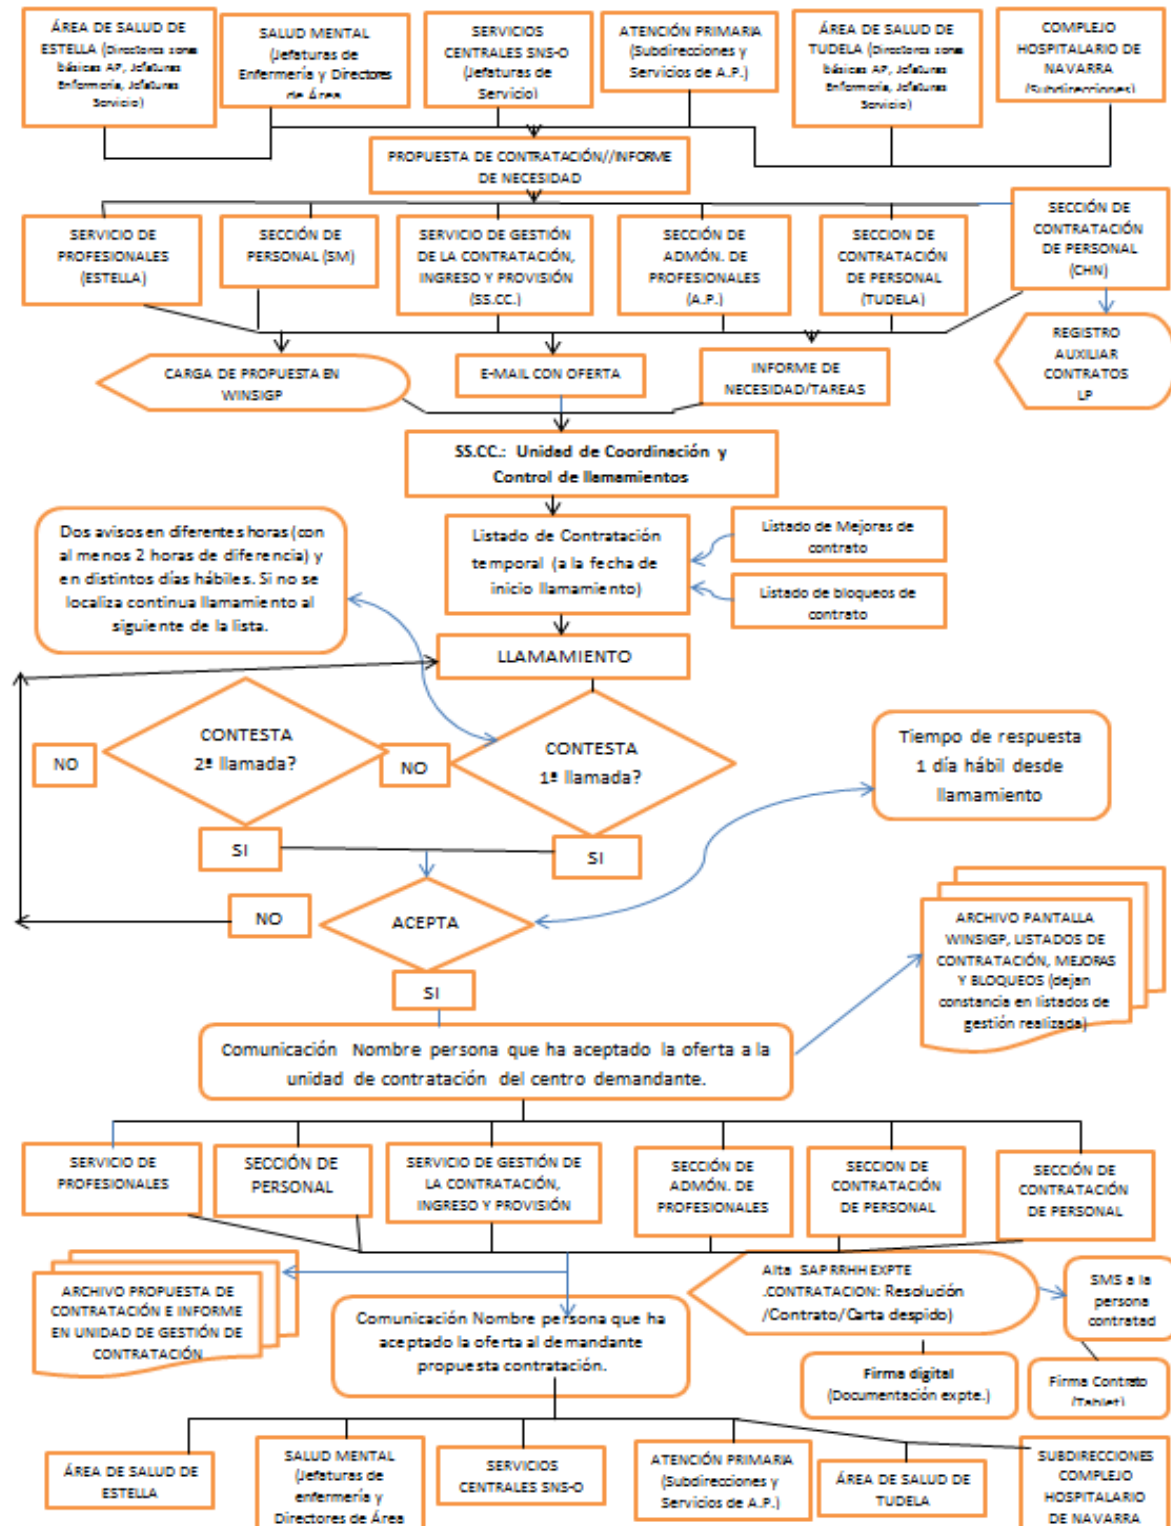 ÁREA DE SALUD DE
ESTELLA (Directores zonas
básicas AP, Jefaturas
Enfermería, Jefaturas
Servicio)
SALUD MENTAL
(Jefaturas de
Enfermería y Directores
de Área
SERVICIOS
CENTRALES SNS-O
(Jefaturas de
Servicio)
ATENCIÓN PRIMARIA
(Subdirecciones y
Servicios de A.P.)
ÁREA DE SALUD DE
TUDELA (Directores zonas
básicas AP, Jefaturas
Enfermería, Jefaturas
Servicio)
COMPLEJO
HOSPITALARIO DE
NAVARRA
(Subdirecciones)
PROPUESTA DE CONTRATACIÓN//INFORME
DE NECESIDAD
SERVICIO DE
PROFESIONALES
(ESTELLA)
SECCIÓN DE
PERSONAL (SM)
SERVICIO DE GESTIÓN
DE LA CONTRATACIÓN,
INGRESO Y PROVISIÓN
(SS.CC.)
SECCIÓN DE
ADMÓN. DE
PROFESIONALES
(A.P.)
SECCION DE
CONTRATACIÓN
DE PERSONAL
(TUDELA)
SECCIÓN DE
CONTRATACIÓN
DE PERSONAL
(CHN)
CARGA DE PROPUESTA EN
WINSIGP
E-MAIL CON OFERTA
INFORME DE
NECESIDAD/TAREAS
REGISTRO
AUXILIAR
CONTRATOS
LP
SS.CC.: Unidad de Coordinación y
Control de llamamientos
Dos avisos en diferentes horas (con
al menos 2 horas de diferencia) y
en distintos días hábiles. Si no se
localiza continua llamamiento al
siguiente de la lista.
Listado de Contratación
temporal (a la fecha de
inicio llamamiento)
Listado de Mejoras de
contrato
Listado de bloqueos de
contrato
LLAMAMIENTO
NO
CONTESTA
2ª llamada?
NO
CONTESTA
1ª llamada?
Tiempo de respuesta
1 día hábil desde
llamamiento
SI
SI
NO
ACEPTA
SI
ARCHIVO PANTALLA
WINSIGP, LISTADOS DE
CONTRATACIÓN, MEJORAS
Y BLOQUEOS (dejan
constancia en listados de
gestión realizada)
Comunicación Nombre persona que ha aceptado la oferta a la
unidad de contratación del centro demandante.
SERVICIO DE
PROFESIONALES
SECCIÓN DE
PERSONAL
SERVICIO DE GESTIÓN DE
LA CONTRATACIÓN,
INGRESO Y PROVISIÓN
SECCIÓN DE
ADMÓN. DE
PROFESIONALES
SECCION DE
CONTRATACIÓN
DE PERSONAL
SECCIÓN DE
CONTRATACIÓN
DE PERSONAL
ARCHIVO PROPUESTA DE
CONTRATACIÓN E INFORME
EN UNIDAD DE GESTIÓN DE
CONTRATACIÓN
Comunicación Nombre persona que ha
aceptado la oferta al demandante
propuesta contratación.
Alta SAP RRHH EXPTE
.CONTRATACION: Resolución
/Contrato/Carta despido)
SMS a la
persona
contratad
Firma digital
(Documentación expte.)
Firma Contrato
(Tablet)
ÁREA DE SALUD DE
ESTELLA
SALUD MENTAL
(Jefaturas de
enfermería y
Directores de Área
SERVICIOS
CENTRALES SNS-O
ATENCIÓN PRIMARIA
(Subdirecciones y
Servicios de A.P.)
ÁREA DE SALUD DE
TUDELA
SUBDIRECCIONES
COMPLEJO
HOSPITALARIO
DE NAVARRA